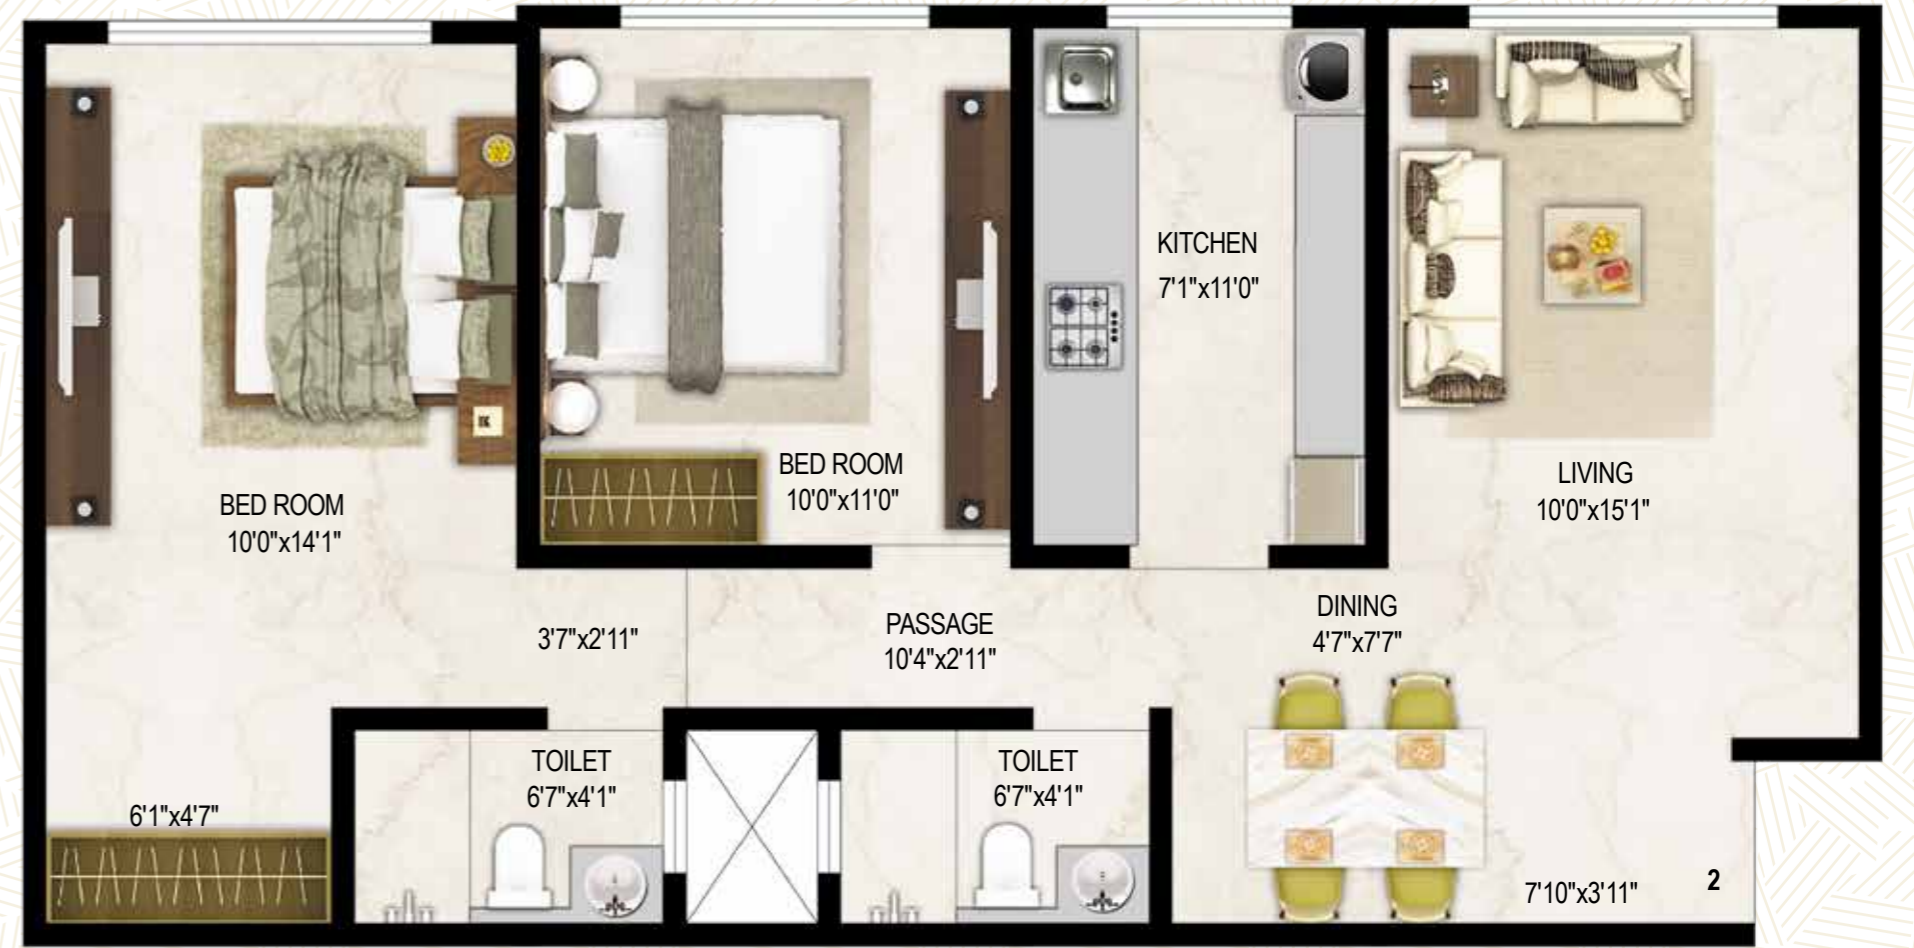 BED ROOM
10'0"x14'1"
BED ROOM
10'0"x11'0"
KITCHEN
7'1"x11'0"
LIVING
10'0"x15'1"
3'7"x2'11"
PASSAGE
10'4"x2'11"
DINING
4'7"x7'7"
6'1"x4'7"
TOILET
6'7"x4'1"
TOILET
6'7"x4'1"
7'10"x3'11"
2